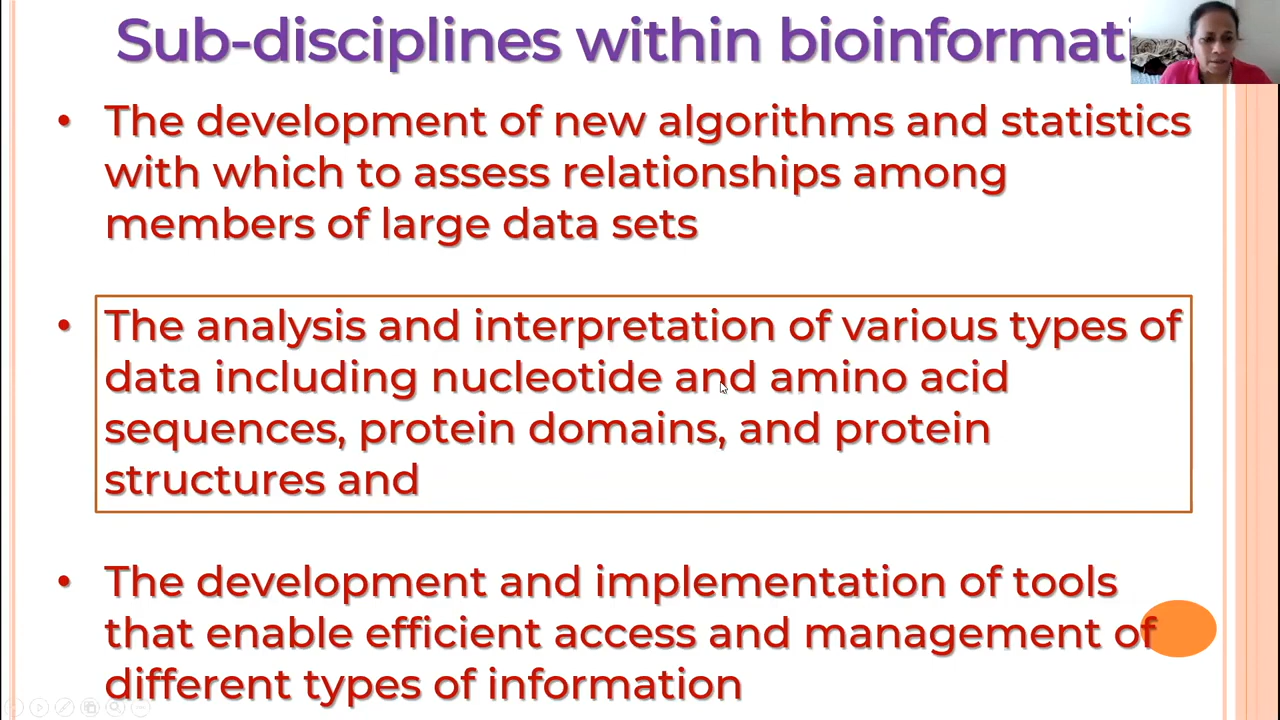 Sub-disciplines within bioinformati
• The development of new algorithms and statistics
with which to assess relationships among
members of large data sets
• The analysis and interpretation of various types of
data including nucleotide and amino acid
sequences, protein domains, and protein
structures and
• The development and implementation of tools
that enable efficient access and management of
different types of information